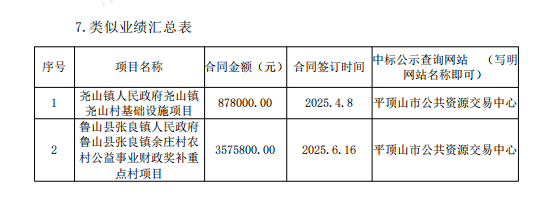 7.类似业绩汇总表
序号 项目名称 合同金额（元） 合同签订时间 中标公示查询网站 （写明
网站名称即可）
1 尧山镇人民政府尧山镇 878000.00 2025.4.8 平顶山市公共资源交易中心
尧山村基础设施项目
鲁山县张良镇人民政府
2 鲁山县张良镇余庄村农 3575800.00 2025.6.16 平顶山市公共资源交易中心
村公益事业财政奖补重
点村项目